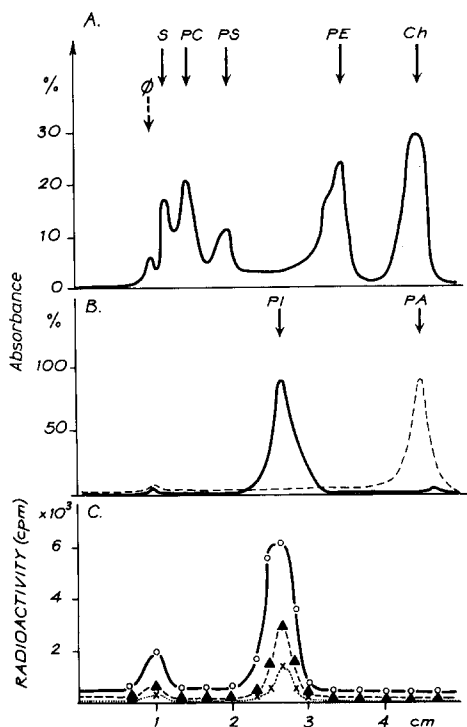 A.
S PC PS PE Ch
%
ø
30
20
10
0
Absorbance
B.
PI PA
%
100
50
C.
RADIOACTIVITY (cpm)
×10³
6
4
2
1 2 3 4 cm